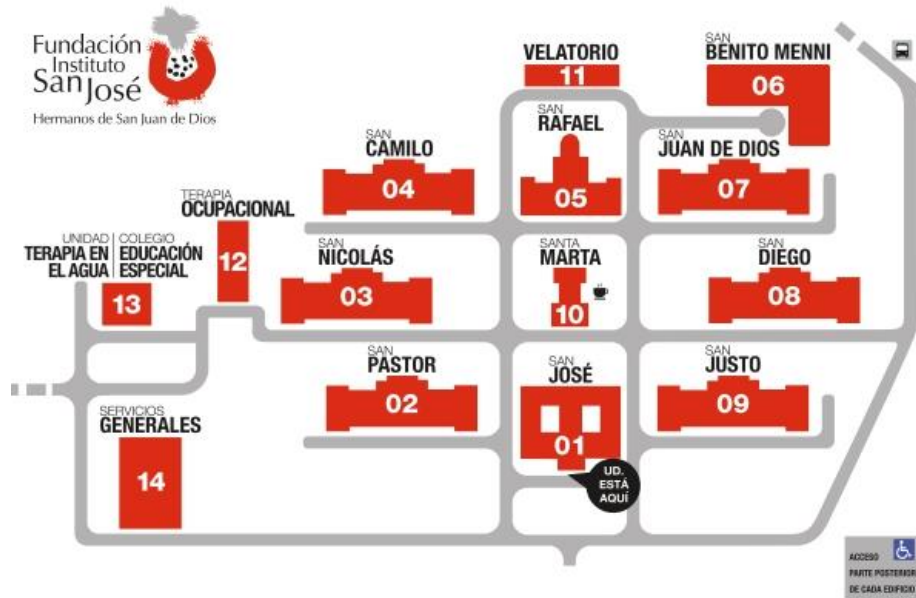 Fundación
Instituto
San José
Hermanos de San Juan de Dios
VELATORIO
11
SAN
BENITO MENNI
06
SAN
CAMILO
04
SAN
RAFAEL
05
SAN
JUAN DE DIOS
07
TERAPIA
OCUPACIONAL
12
UNIDAD
TERAPIA EN
EL AGUA
COLEGIO
EDUCACIÓN
ESPECIAL
13
SAN
NICOLÁS
03
SANTA
MARTA
10
SAN
DIEGO
08
SAN
PASTOR
02
SAN
JOSÉ
01
SAN
JUSTO
09
SERVICIOS
GENERALES
14
UD.
ESTÁ
AQUÍ
ACCESO
PARTE POSTERIOR
DE CADA EDIFICIO